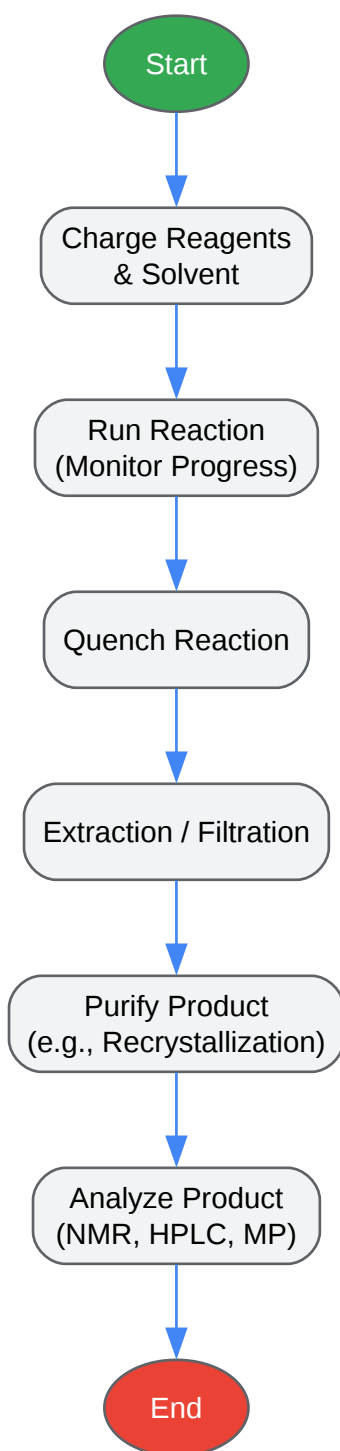 Start
Charge Reagents
& Solvent
Run Reaction
(Monitor Progress)
Quench Reaction
Extraction / Filtration
Purify Product
(e.g., Recrystallization)
Analyze Product
(NMR, HPLC, MP)
End